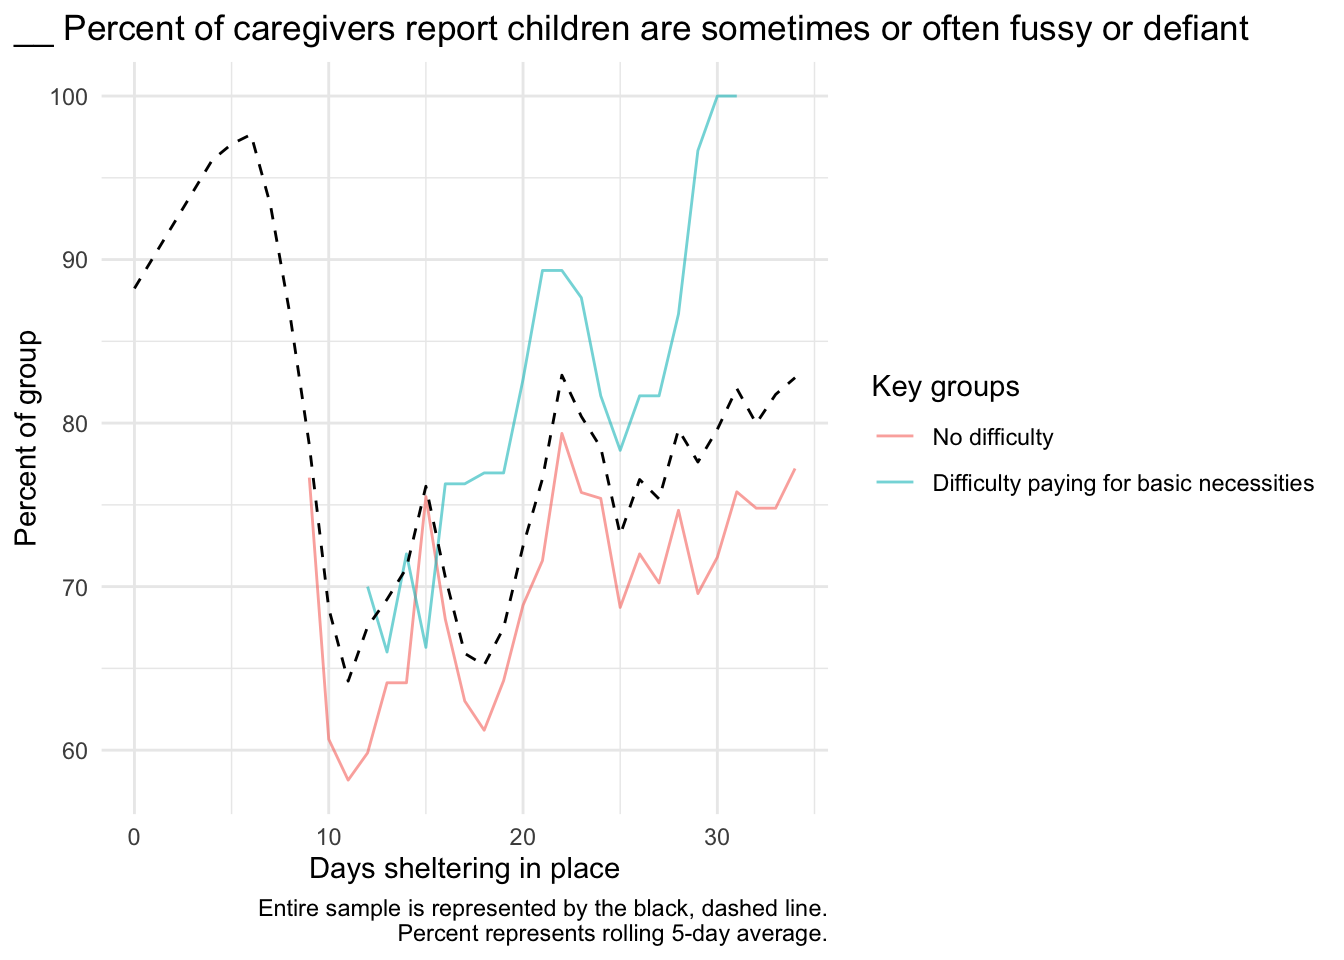 __ Percent of caregivers report children are sometimes or often fussy or defiant
100
90
80
70
60
Percent of group
0 10 20 30
Days sheltering in place
Key groups
No difficulty
Difficulty paying for basic necessities
Entire sample is represented by the black, dashed line.
Percent represents rolling 5-day average.